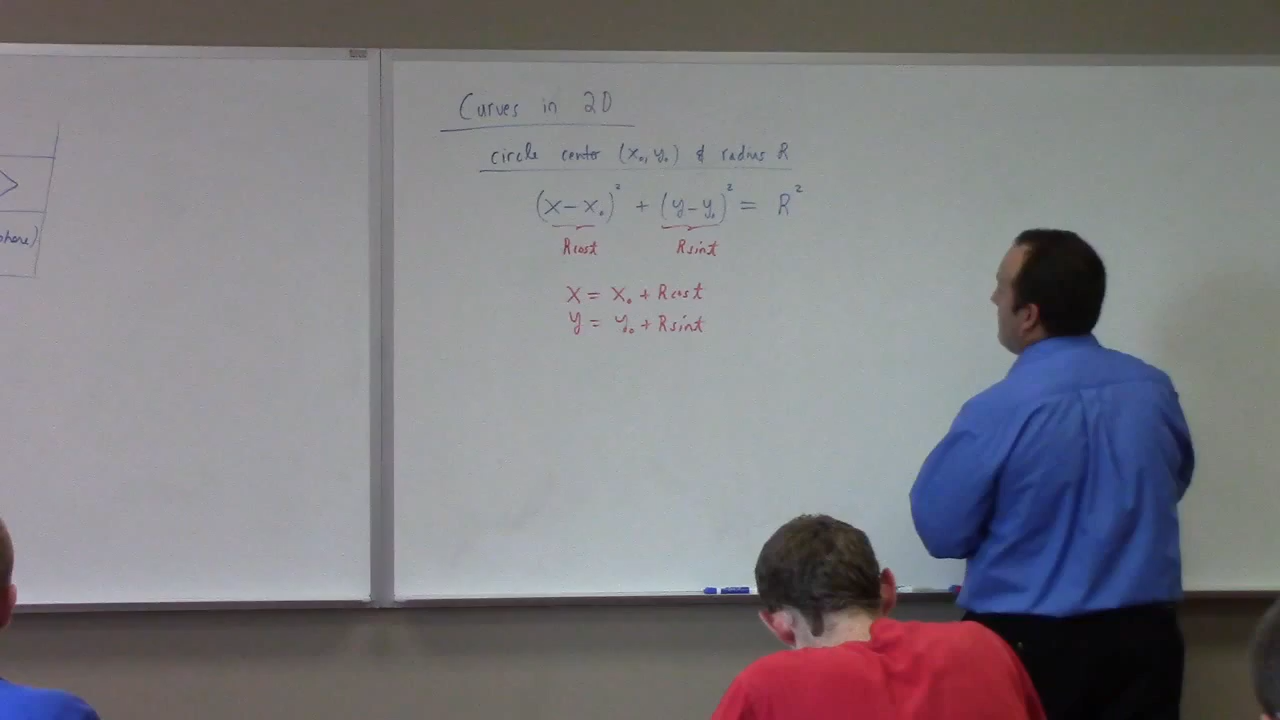 Curves in 2D
circle center (x₀, y₀) & radius R
(x – x₀)² + (y – y₀)² = R²
Rcost Rsint
x = x₀ + Rcost
y = y₀ + Rsint